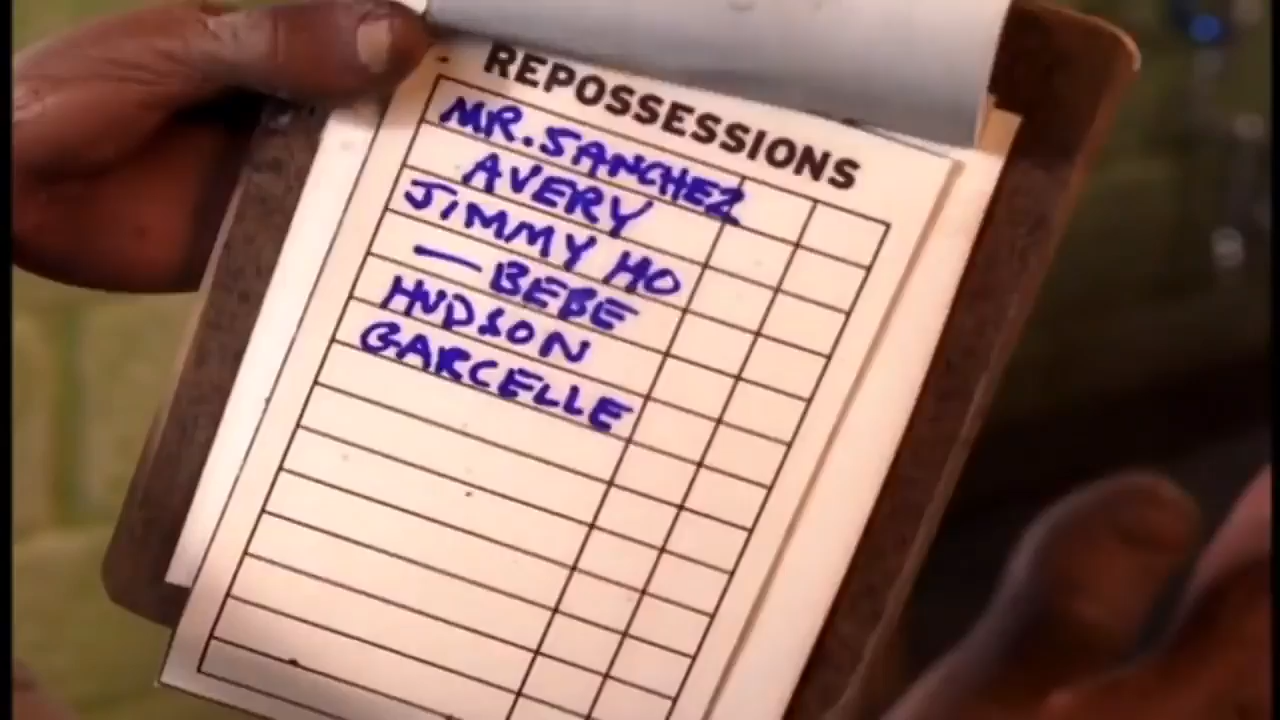 REPOSSESSIONS
MR. SANCHEZ
AVERY
JIMMY HO
— BEBE
HUDSON
GARCELLE